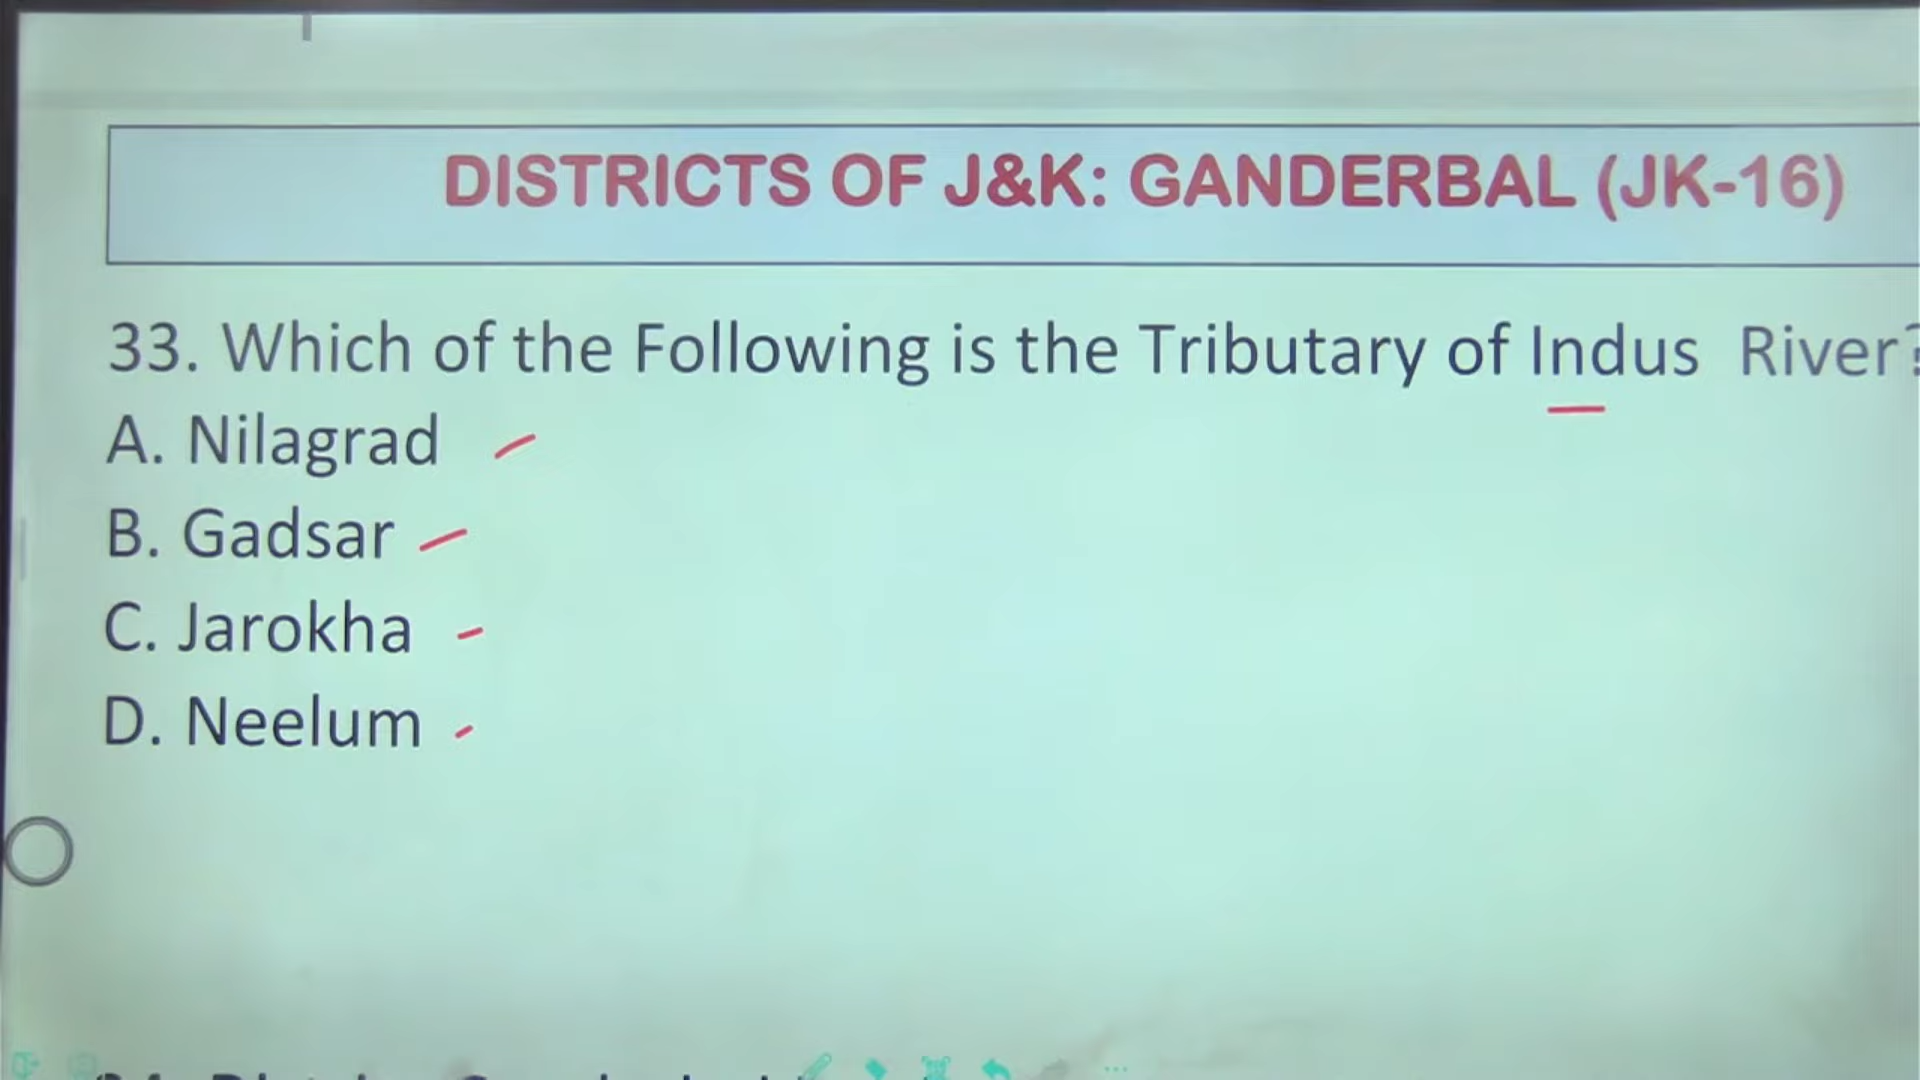 DISTRICTS OF J&K: GANDERBAL (JK-16)
33. Which of the Following is the Tributary of Indus River?
A. Nilagrad
B. Gadsar
C. Jarokha
D. Neelum